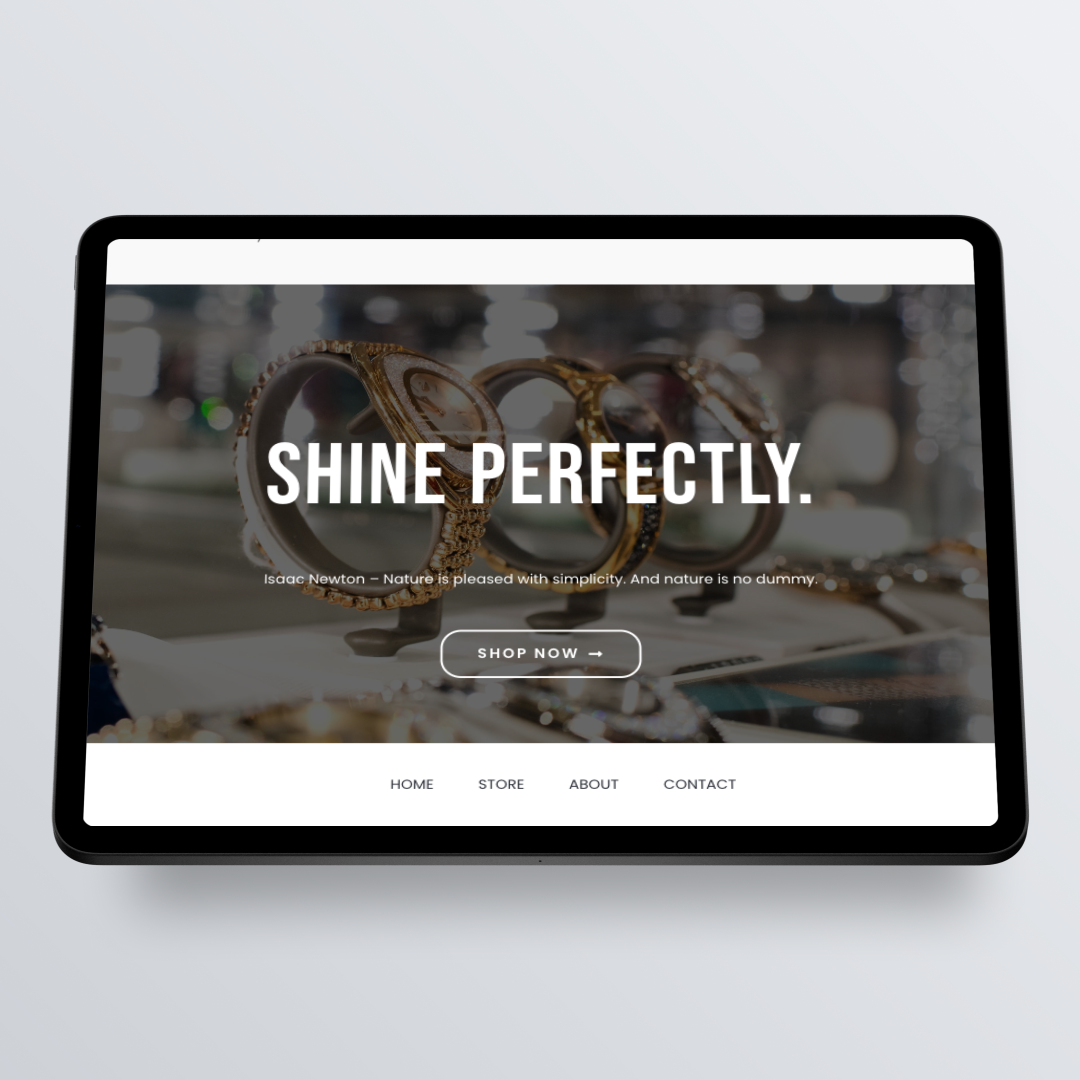 SHINE PERFECTLY.
Isaac Newton – Nature is pleased with simplicity. And nature is no dummy.
SHOP NOW →
HOME STORE ABOUT CONTACT